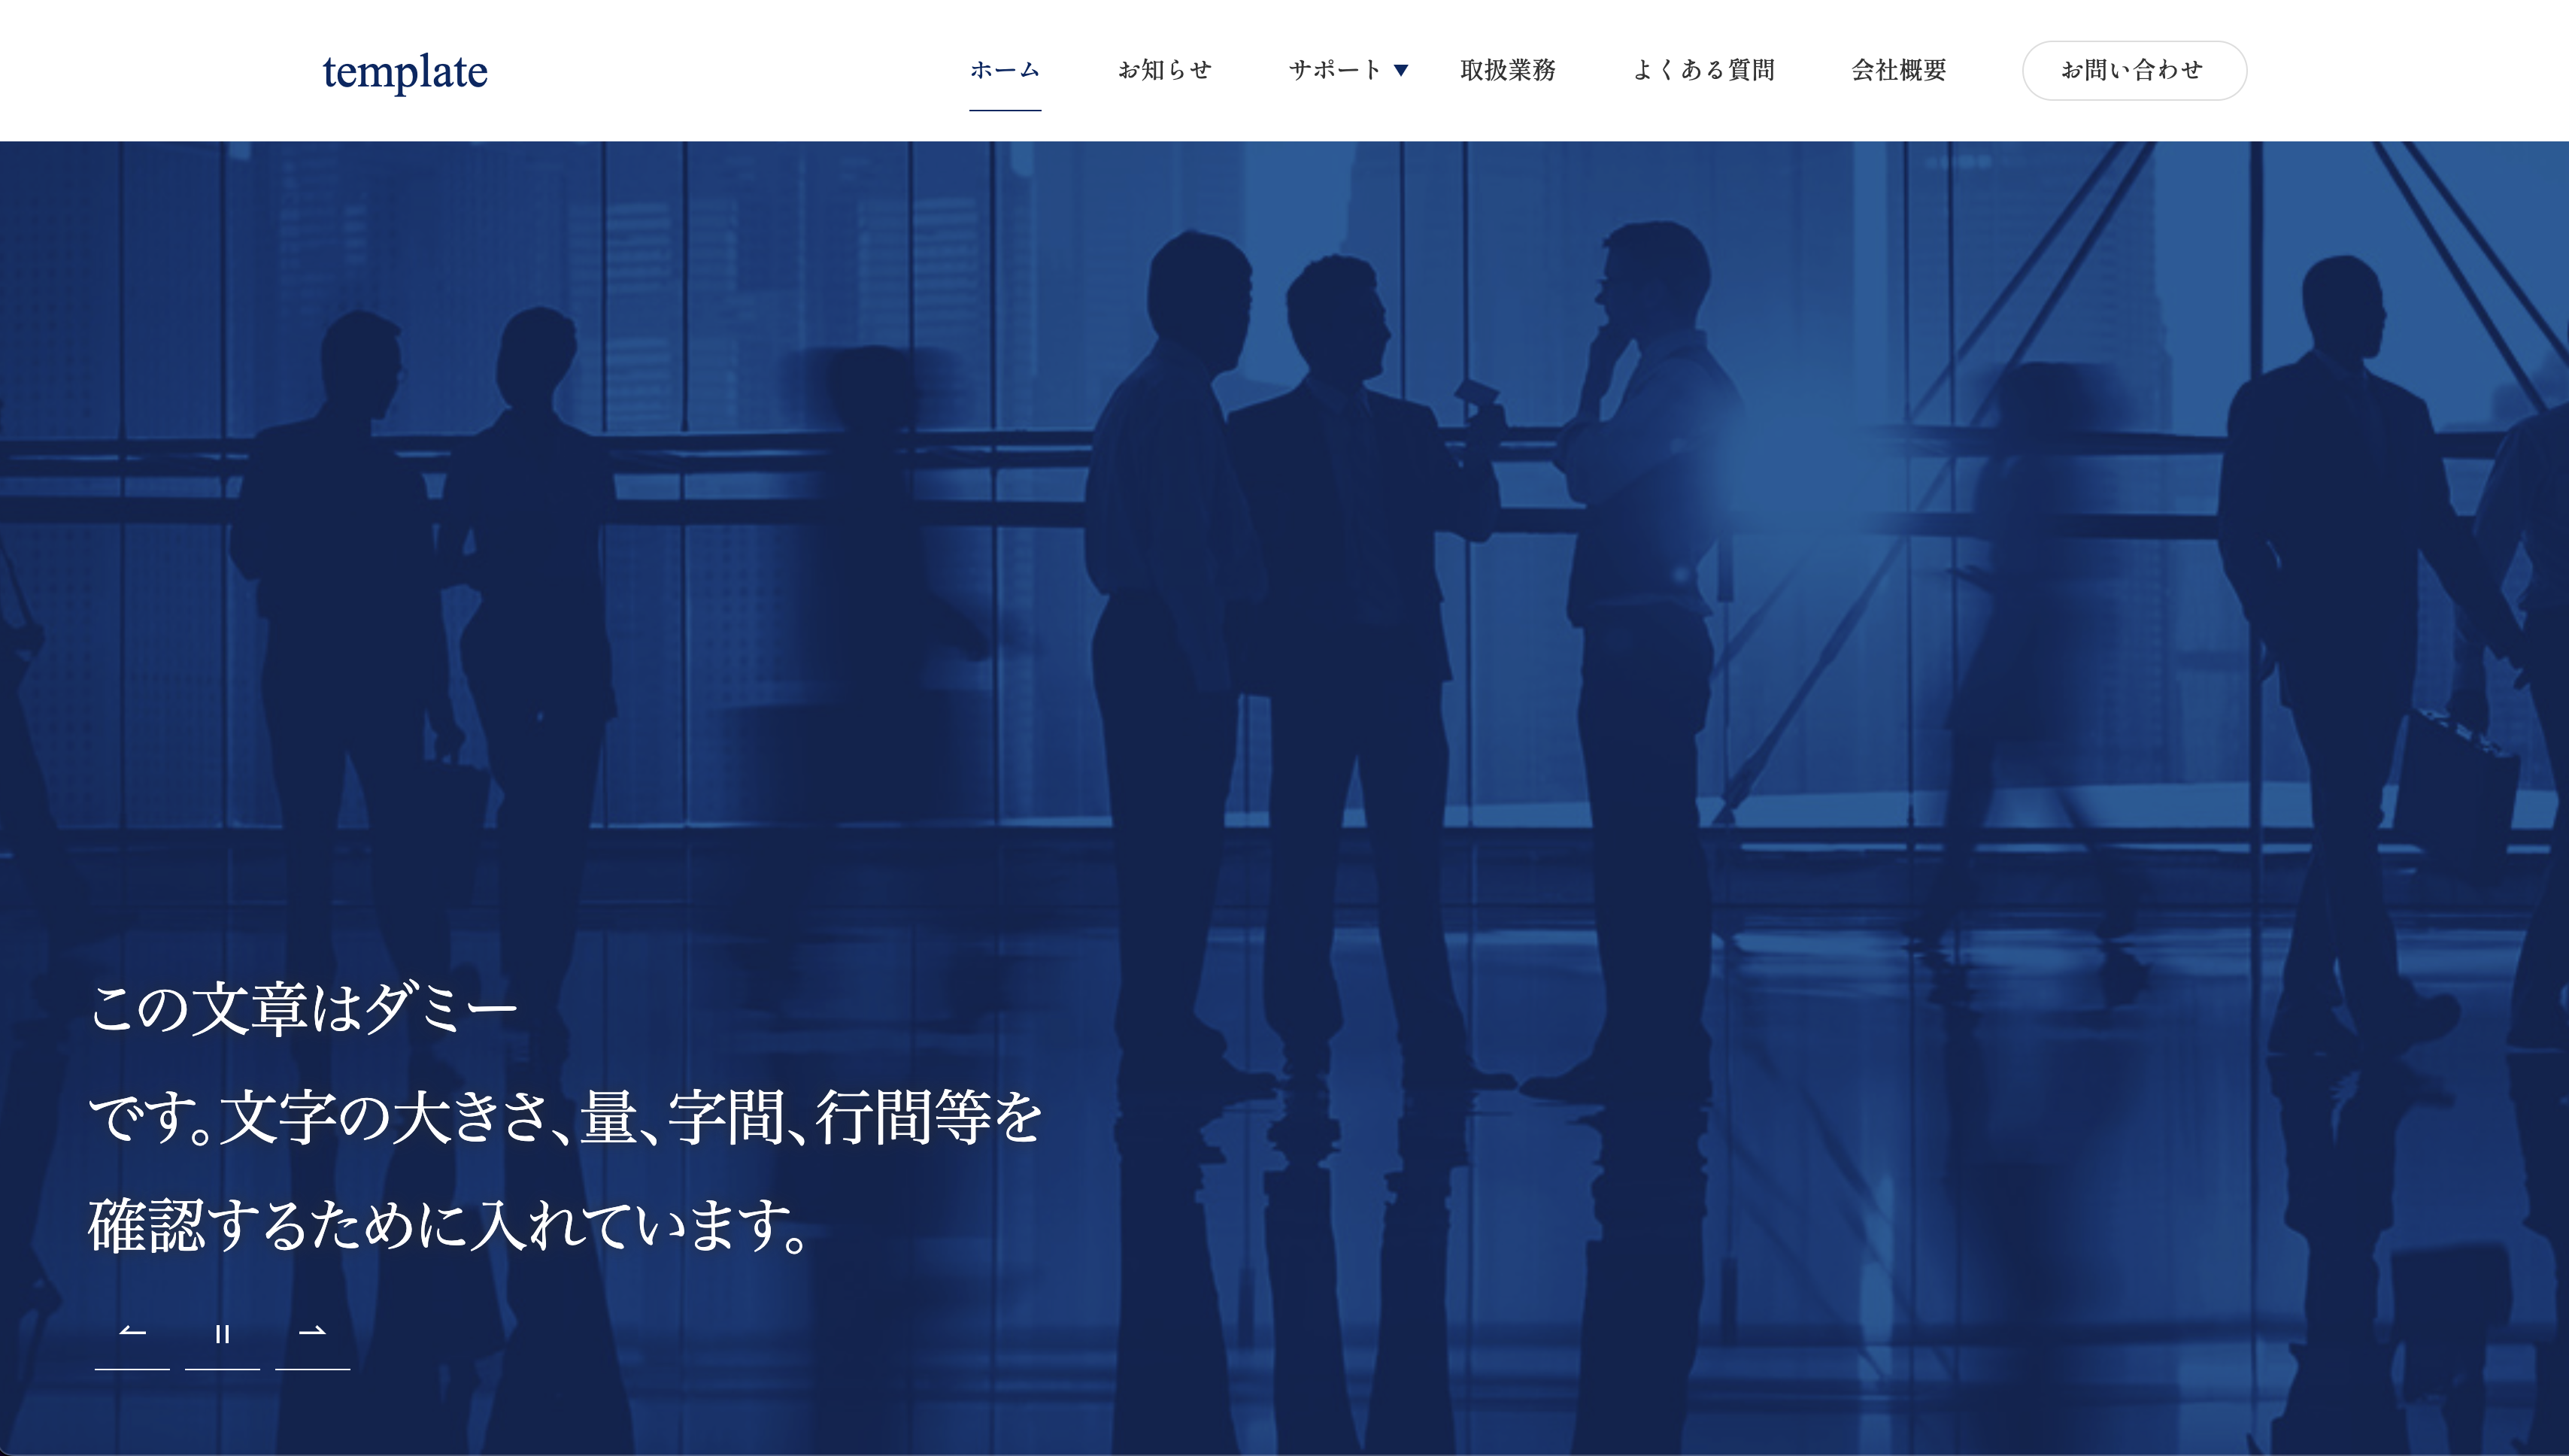 template
ホーム
お知らせ
サポート ▼
取扱業務
よくある質問
会社概要
お問い合わせ
この文章はダミー
です。文字の大きさ、量、字間、行間等を
確認するために入れています。